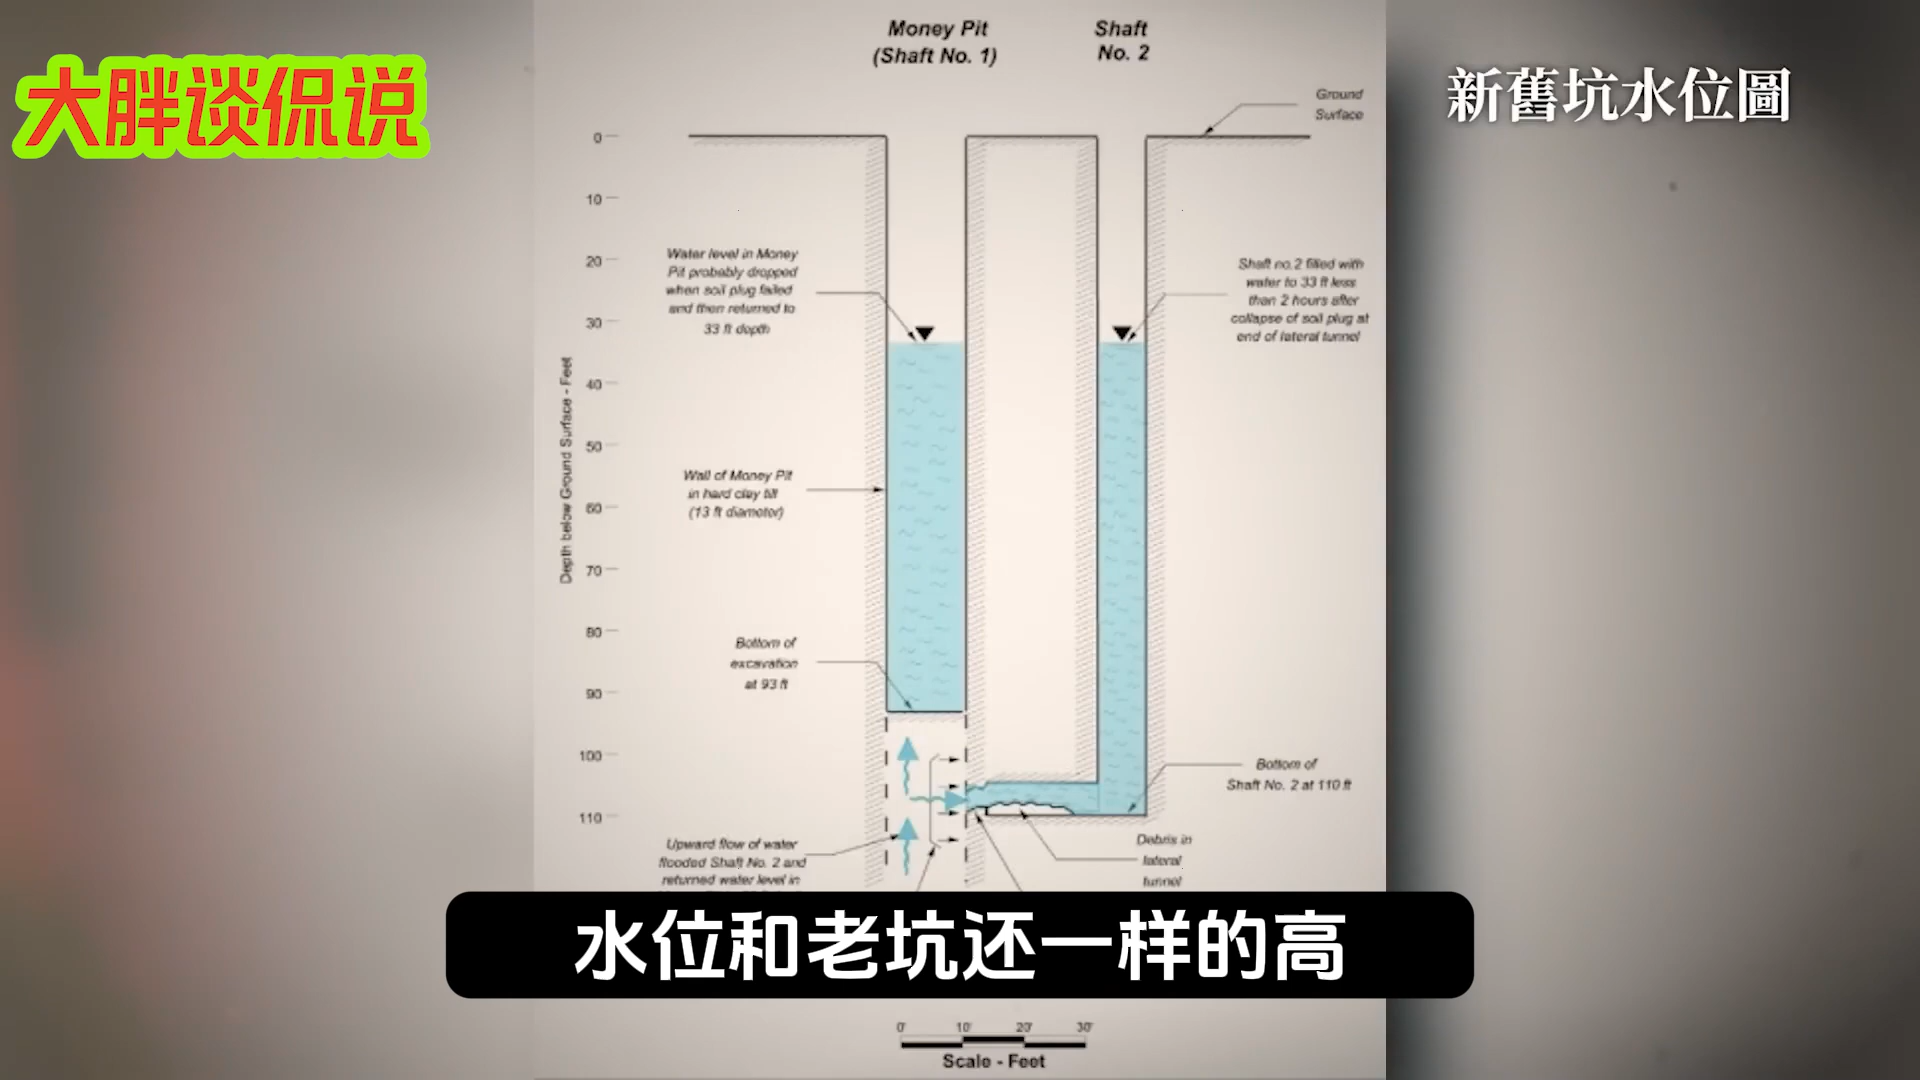 Money Pit
(Shaft No. 1)
Shaft
No. 2
大胖谈侃说
新舊坑水位圖
Ground
Surface
0
10
20
30
40
50
60
70
80
90
100
110
Depth below Ground Surface - Feet
Water level in Money
Pit probably dropped
when soil plug failed
and then returned to
33 ft depth
Shaft no.2 filled with
water to 33 ft less
than 2 hours after
collapse of soil plug at
end of lateral tunnel
Wall of Money Pit
in hard clay till
(13 ft diameter)
Bottom of
excavation
at 93 ft
Bottom of
Shaft No. 2 at 110 ft
Upward flow of water
flooded Shaft No. 2 and
returned water level in
Debris in
lateral
tunnel
水位和老坑还一样的高
0'
10'
20'
30'
Scale - Feet